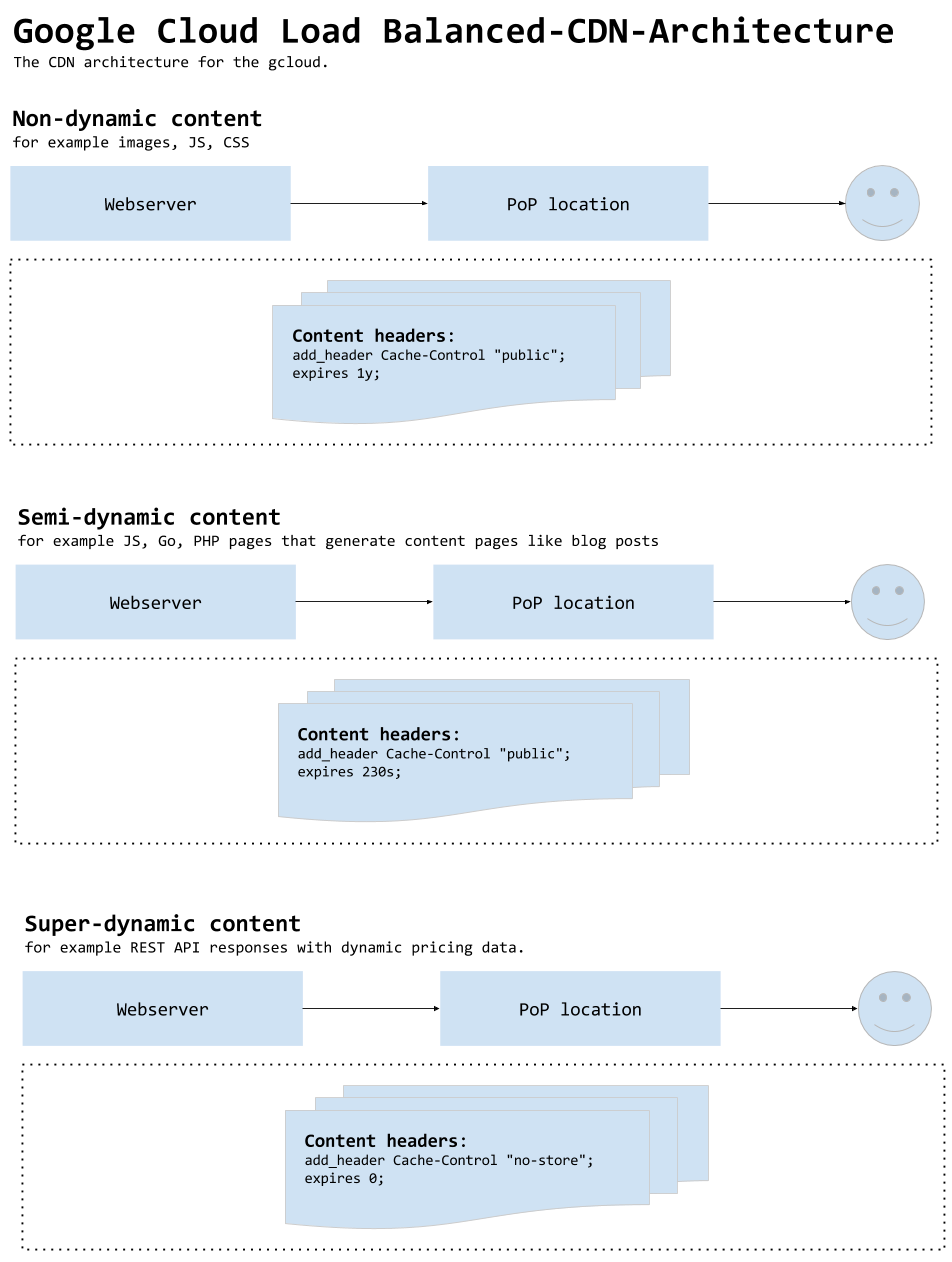 Google Cloud Load Balanced-CDN-Architecture
The CDN architecture for the gcloud.
Non-dynamic content
for example images, JS, CSS
Webserver
PoP location
Content headers:
add_header Cache-Control "public";
expires 1y;
Semi-dynamic content
for example JS, Go, PHP pages that generate content pages like blog posts
Webserver
PoP location
Content headers:
add_header Cache-Control "public";
expires 230s;
Super-dynamic content
for example REST API responses with dynamic pricing data.
Webserver
PoP location
Content headers:
add_header Cache-Control "no-store";
expires 0;